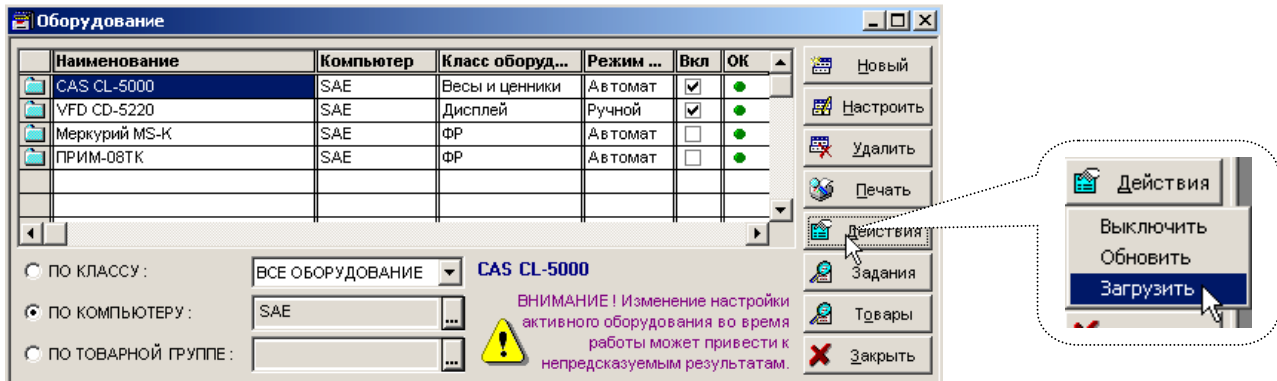 Оборудование
Наименование Компьютер Класс оборуд... Режим ... Вкл ОК
CAS CL-5000 SAE Весы и ценники Автомат
VFD CD-5220 SAE Дисплей Ручной
Меркурий MS-K SAE ФР Автомат
ПРИМ-08ТК SAE ФР Автомат
Новый
Настроить
Удалить
Печать
Действия
Задания
Товары
Закрыть
ПО КЛАССУ : ВСЕ ОБОРУДОВАНИЕ CAS CL-5000
ПО КОМПЬЮТЕРУ : SAE ...
ПО ТОВАРНОЙ ГРУППЕ : ...
ВНИМАНИЕ ! Изменение настройки
активного оборудования во время
работы может привести к
непредсказуемым результатам.
Действия
Выключить
Обновить
Загрузить